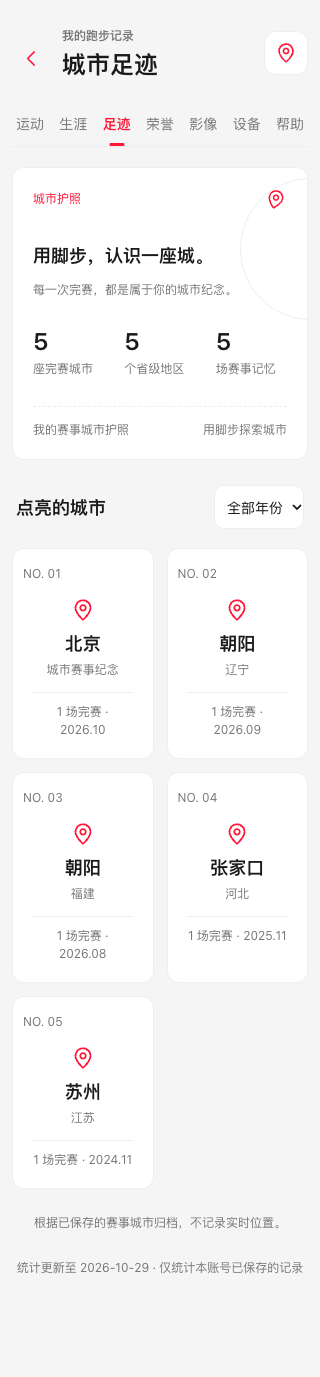 我的跑步记录
城市足迹
运动 生涯 足迹 荣誉 影像 设备 帮助
城市护照
用脚步，认识一座城。
每一次完赛，都是属于你的城市纪念。
5 5 5
座完赛城市 个省级地区 场赛事记忆
我的赛事城市护照 用脚步探索城市
点亮的城市 全部年份
NO. 01
北京
城市赛事纪念
1 场完赛 ·
2026.10
NO. 02
朝阳
辽宁
1 场完赛 ·
2026.09
NO. 03
朝阳
福建
1 场完赛 ·
2026.08
NO. 04
张家口
河北
1 场完赛 · 2025.11
NO. 05
苏州
江苏
1 场完赛 · 2024.11
根据已保存的赛事城市归档，不记录实时位置。
统计更新至 2026-10-29 · 仅统计本账号已保存的记录